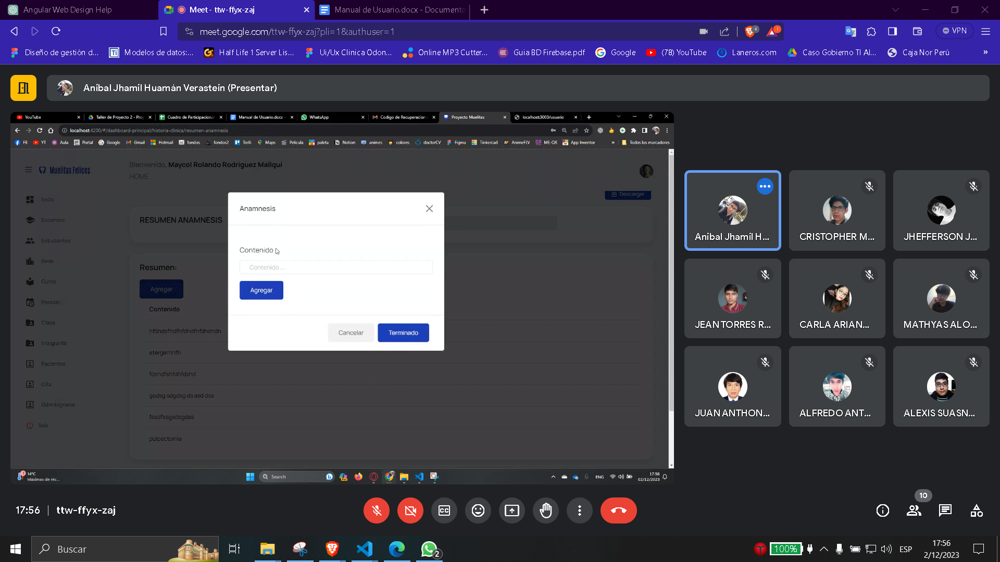 Angular Web Design Help
Meet - ttw-ffyx-zaj
Manual de Usuario.docx - Documento
meet.google.com/ttw-ffyx-zaj?pli=1&authuser=1
4
1
VPN
Diseño de gestión d...
Modelos de datos:...
Half Life 1 Server Lis...
Ui/Ux Clinica Odon...
Online MP3 Cutter...
Guia BD Firebase.pdf
Google
(78) YouTube
Laneros.com
Caso Gobierno TI Al...
Caja Nor Perú
»
Anibal Jhamil Huamán Verastein (Presentar)
YouTube
Taller de Proyecto 2 - Proy
Cuadro de Participacion.x
Manual de Usuario.docx -
WhatsApp
Codigo de Recuperacion
Proyecto Muelitas
localhost:3000/usuario
localhost:4200/#/dashboard-principal/historia-clinica/resumen-anamnesis
FB
YT
Aula
Portal
Google
Gmail
Hotmail
fondos
fondos2
Trelli
Maps
Pelicula
paleta
Notion
animes
colores
doctorCV
Figma
Tinkercad
AnimeFLV
ME-QR
App Inventor
»
Todos los marcadores
Muelitas Felices
Bienvenido, Maycol Rolando Rodriguez Mallqui
HOME
Descargar
Inicio
Docentes
Estudiantes
Sede
Curso
Periodo
Clase
Integrante
Pacientes
Cita
Odontograma
Salir
RESUMEN ANAMNESIS
Resumen:
Agregar
Contenido
hfdhdsfhdfhfdhdfhfdhdhdh
etergernhfh
fdshdfshfdhfdshd
gadsg sdgdsg ds asd dsa
fasdfasgadsgdas
pulpectomia
Anamnesis
Contenido
Contenido ...
Agregar
Cancelar
Terminado
14°C
Máximas de réc...
Search
ENG
17:56
02/12/2023
Anibal Jhamil H...
CRISTOPHER M...
JHEFFERSON J...
JEAN TORRES R...
CARLA ARIAN...
MATHYAS ALO...
JUAN ANTHON...
ALFREDO ANT...
ALEXIS SUASN...
17:56
ttw-ffyx-zaj
10
Buscar
2
100%
ESP
17:56
2/12/2023